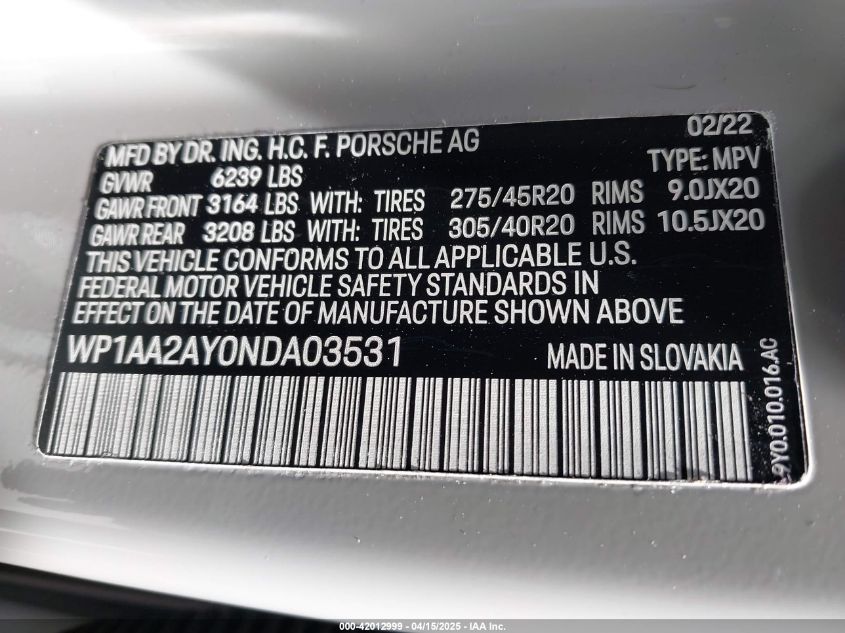 02/22
MFD BY DR. ING. H.C. F. PORSCHE AG
TYPE: MPV
GVWR 6239 LBS
GAWR FRONT 3164 LBS WITH: TIRES 275/45R20 RIMS 9.0JX20
GAWR REAR 3208 LBS WITH: TIRES 305/40R20 RIMS 10.5JX20
THIS VEHICLE CONFORMS TO ALL APPLICABLE U.S.
FEDERAL MOTOR VEHICLE SAFETY STANDARDS IN
EFFECT ON THE DATE OF MANUFACTURE SHOWN ABOVE
WP1AA2AY0NDA03531 MADE IN SLOVAKIA
9Y0.010.016.AC
000-42012999 - 04/15/2025 - IAA Inc.